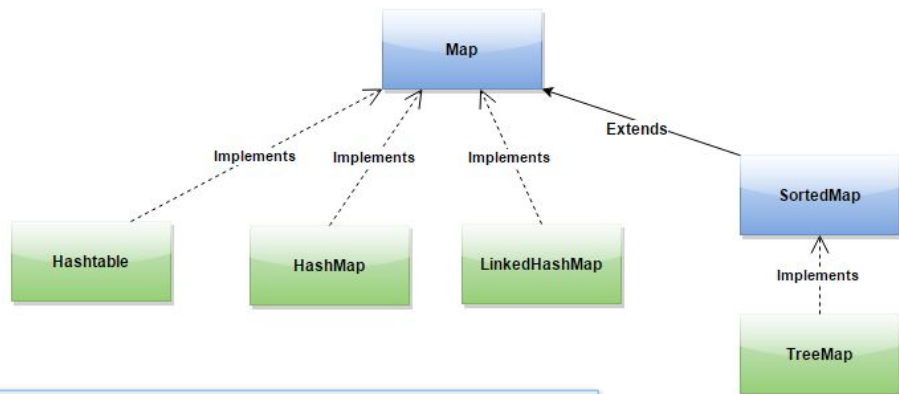 Map
Extends
Implements
Implements
Implements
SortedMap
Hashtable
HashMap
LinkedHashMap
Implements
TreeMap